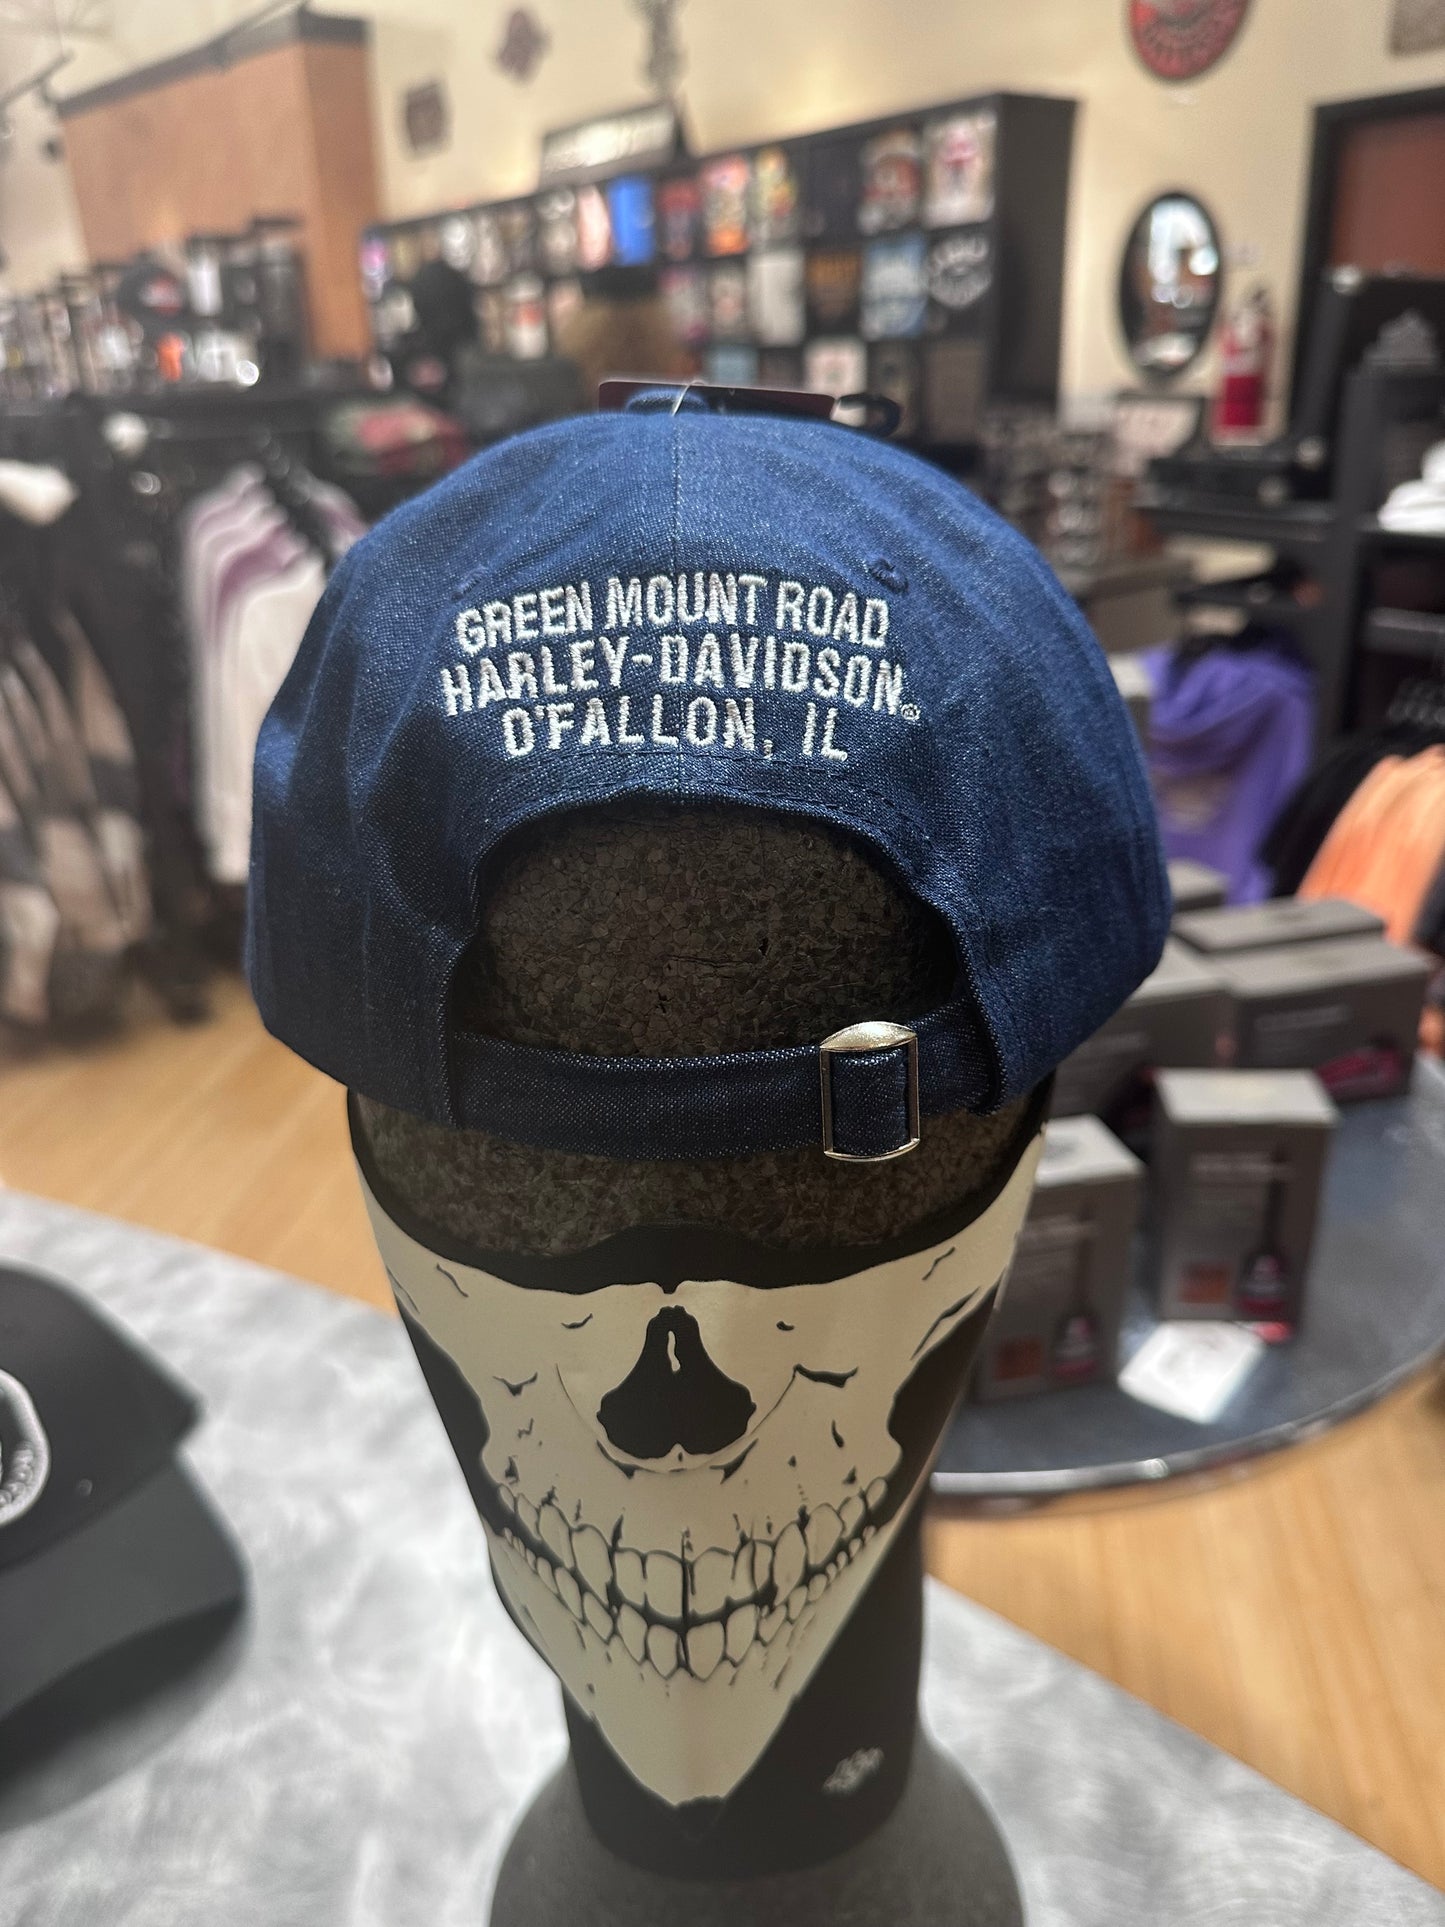 GREEN MOUNT ROAD
HARLEY-DAVIDSON®
O'FALLON, IL